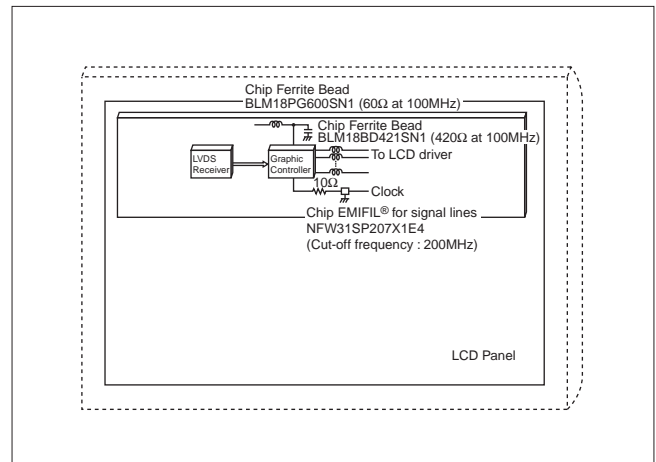 Chip Ferrite Bead
BLM18PG600SN1 (60Ω at 100MHz)
Chip Ferrite Bead
BLM18BD421SN1 (420Ω at 100MHz)
To LCD driver
LVDS
Receiver
Graphic
Controller
10Ω
Clock
Chip EMIFIL® for signal lines
NFW31SP207X1E4
(Cut-off frequency : 200MHz)
LCD Panel